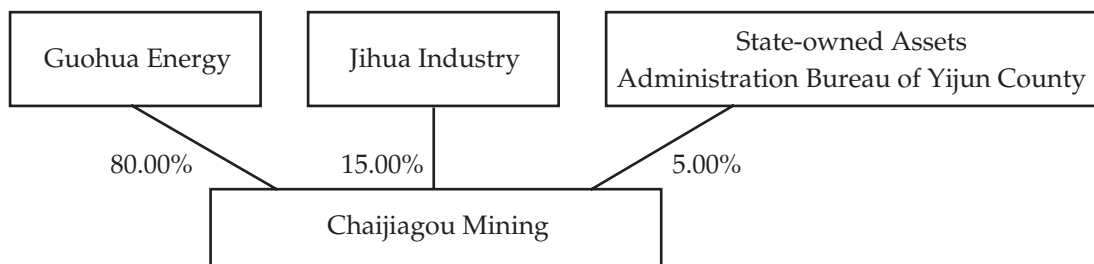 Guohua Energy
Jihua Industry
State-owned Assets
Administration Bureau of Yijun County
80.00%
15.00%
5.00%
Chaijiagou Mining